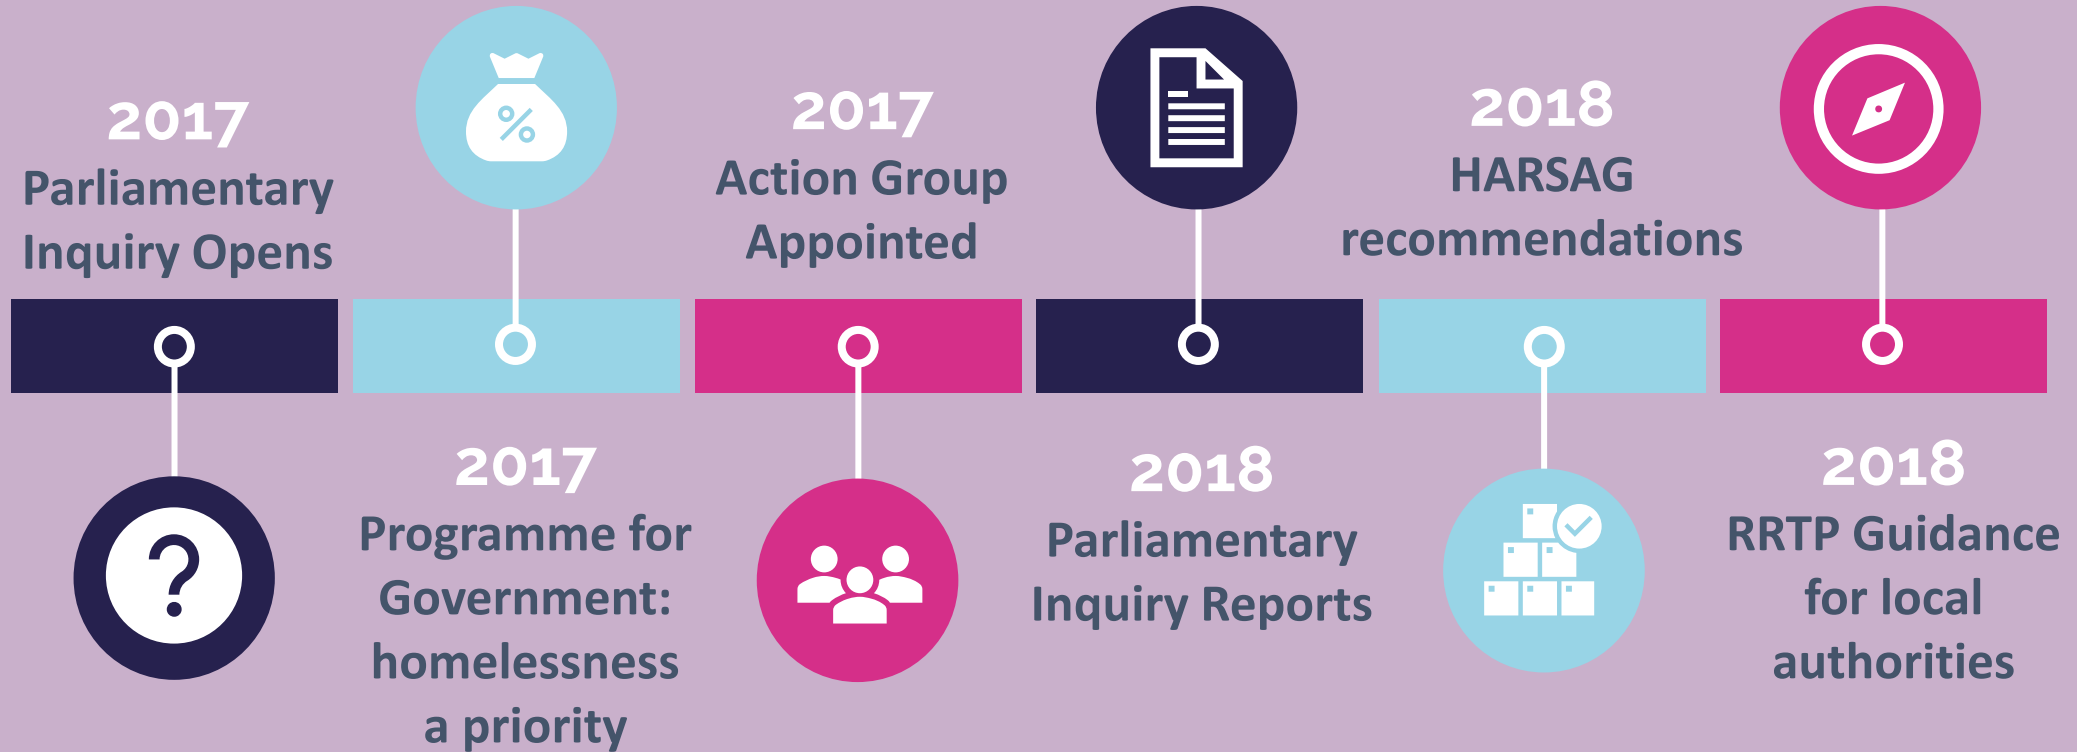 2017
Parliamentary
Inquiry Opens
2017
Programme for
Government:
homelessness
a priority
2017
Action Group
Appointed
2018
Parliamentary
Inquiry Reports
2018
HARSAG
recommendations
2018
RRTP Guidance
for local
authorities
%
?